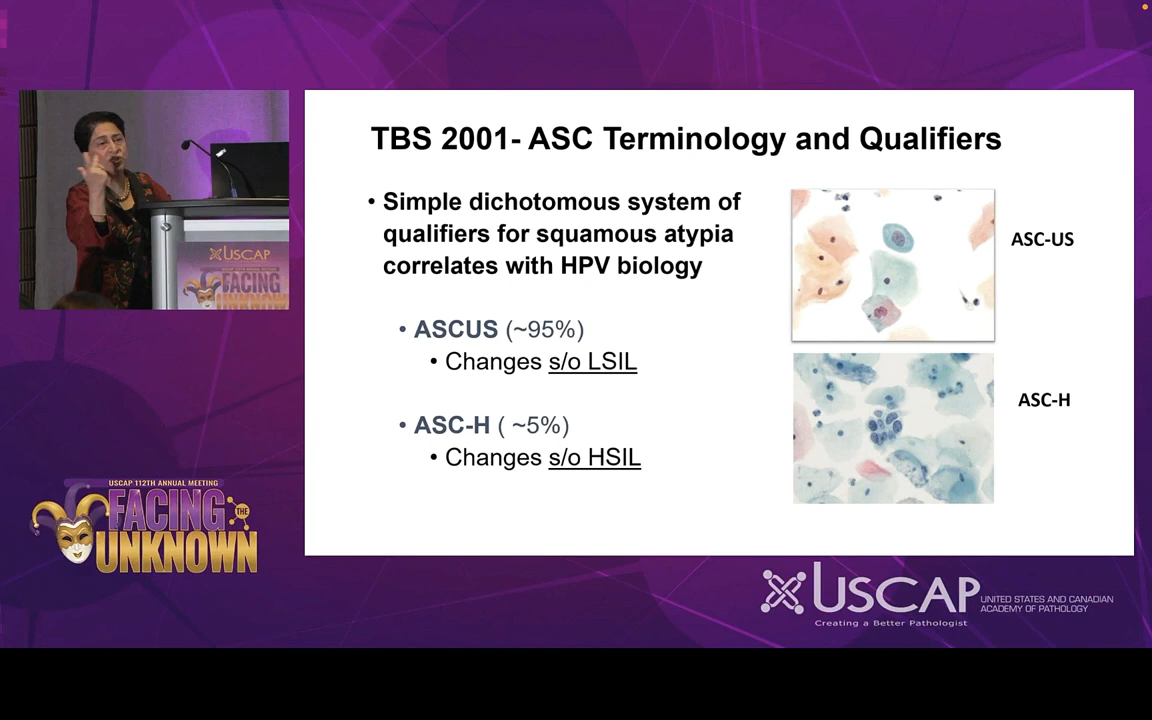 TBS 2001- ASC Terminology and Qualifiers
• Simple dichotomous system of
qualifiers for squamous atypia
correlates with HPV biology
• ASCUS (~95%)
• Changes s/o LSIL
• ASC-H ( ~5%)
• Changes s/o HSIL
ASC-US
ASC-H
USCAP
FACING
UNKNOWN
USCAP 112TH ANNUAL MEETING
FACING THE
UNKNOWN
USCAP
UNITED STATES AND CANADIAN
ACADEMY OF PATHOLOGY
Creating a Better Pathologist